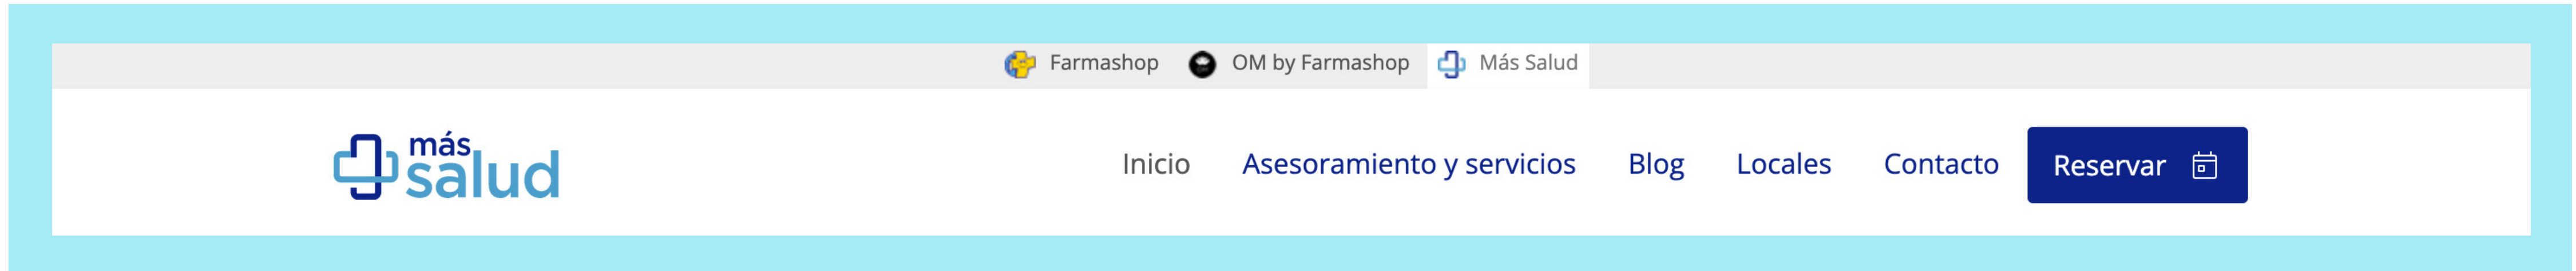 Farmashop OM by Farmashop Más Salud
más
salud
Inicio Asesoramiento y servicios Blog Locales Contacto Reservar